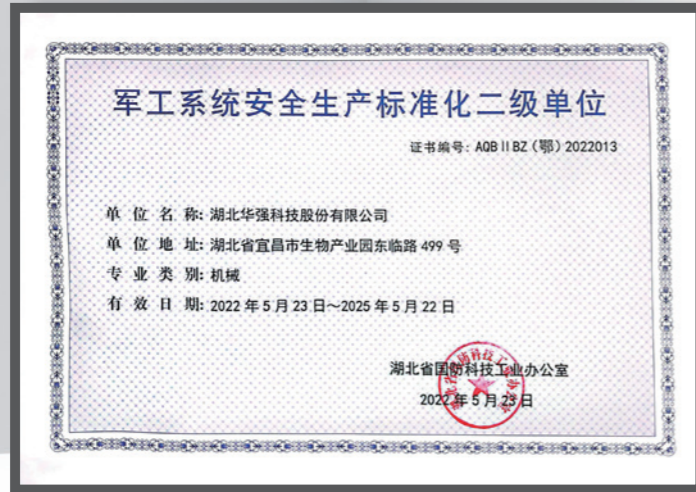 军工系统安全生产标准化二级单位
证书编号: AQBⅡBZ(鄂)2022013
单位名称: 湖北华强科技股份有限公司
单位地址: 湖北省宜昌市生物产业园东临路 499 号
专业类别: 机械
有效日期: 2022 年 5 月 23 日～2025 年 5 月 22 日
湖北省国防科技工业办公室
2022 年 5 月 23 日